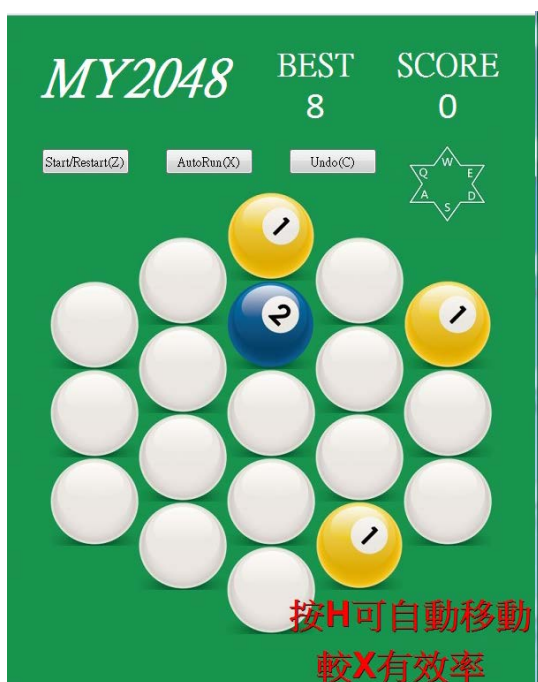 MY2048
BEST
8
SCORE
0
Start/Restart(Z)
AutoRun(X)
Undo(C)
W
Q
E
A
D
S
1
2
1
1
按H可自動移動
較X有效率